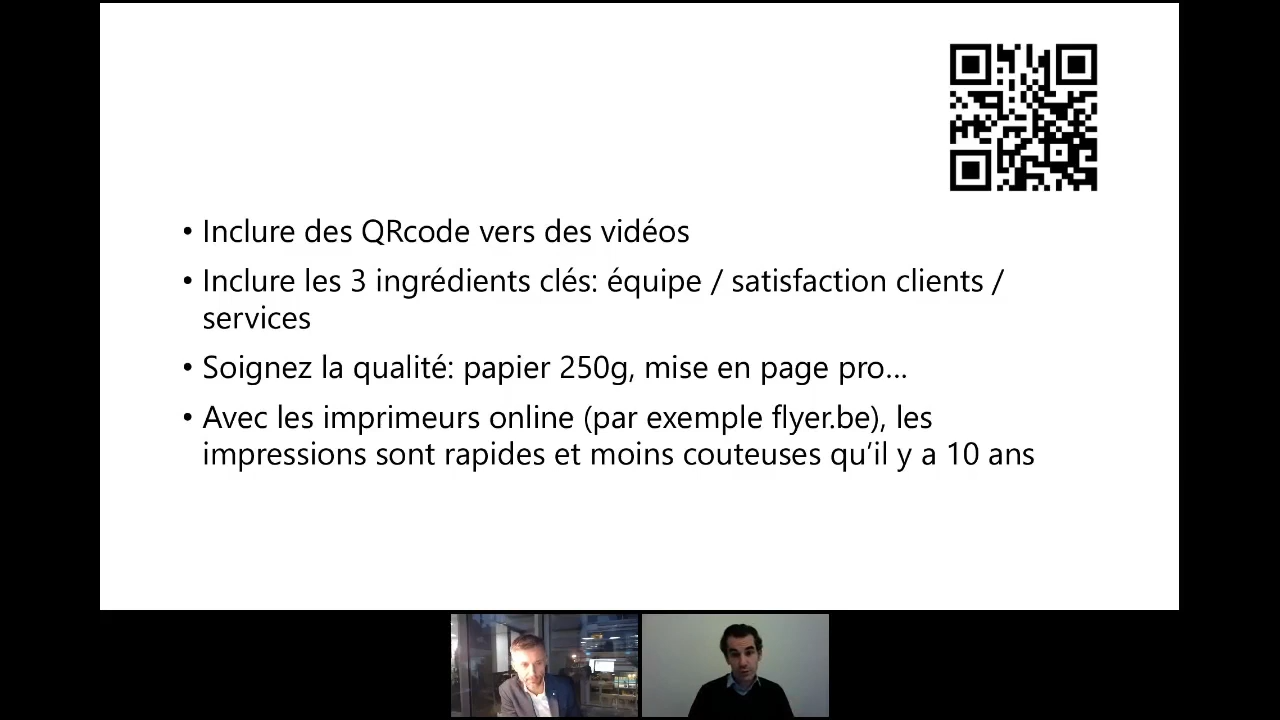 • Inclure des QRcode vers des vidéos
• Inclure les 3 ingrédients clés: équipe / satisfaction clients /
services
• Soignez la qualité: papier 250g, mise en page pro...
• Avec les imprimeurs online (par exemple flyer.be), les
impressions sont rapides et moins couteuses qu'il y a 10 ans